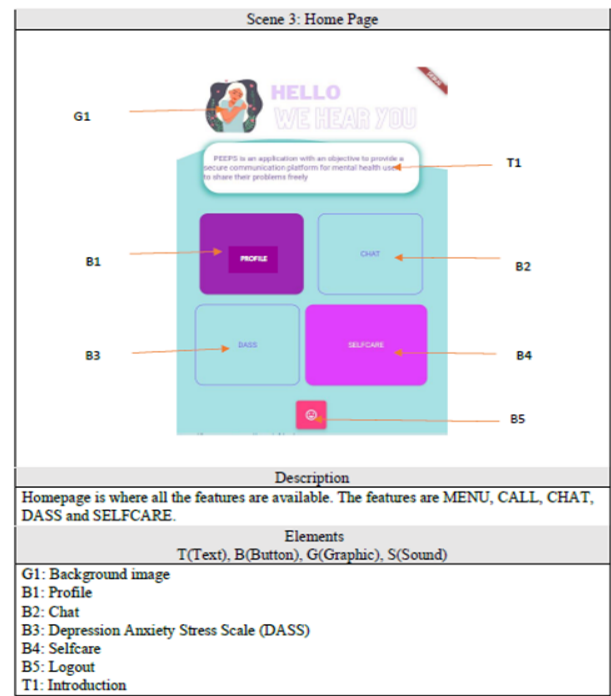 Scene 3: Home Page
HELLO
WE HEAR YOU
G1
PEEPS is an application with an objective to provide a
secure communication platform for mental health use
to share their problems freely
T1
PROFILE
CHAT
B1
B2
DASS
SELFCARE
B3
B4
B5
Description
Homepage is where all the features are available. The features are MENU, CALL, CHAT,
DASS and SELFCARE.
Elements
T(Text), B(Button), G(Graphic), S(Sound)
G1: Background image
B1: Profile
B2: Chat
B3: Depression Anxiety Stress Scale (DASS)
B4: Selfcare
B5: Logout
T1: Introduction